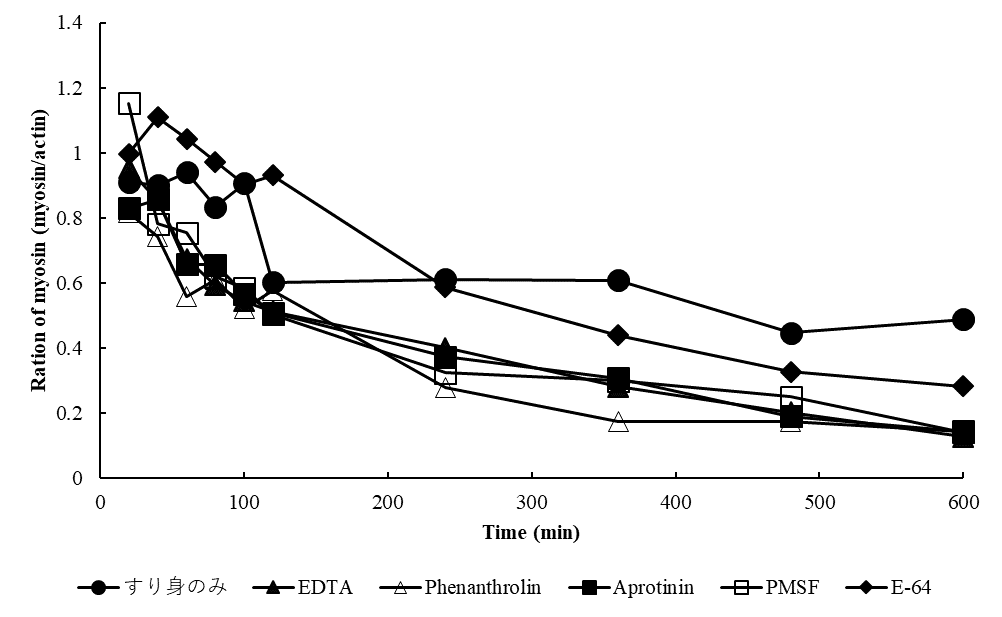 1.4
1.2
1
0.8
0.6
0.4
0.2
0
Ration of myosin (myosin/actin)
0 100 200 300 400 500 600
Time (min)
すり身のみ EDTA Phenanthrolin Aprotinin PMSF E-64